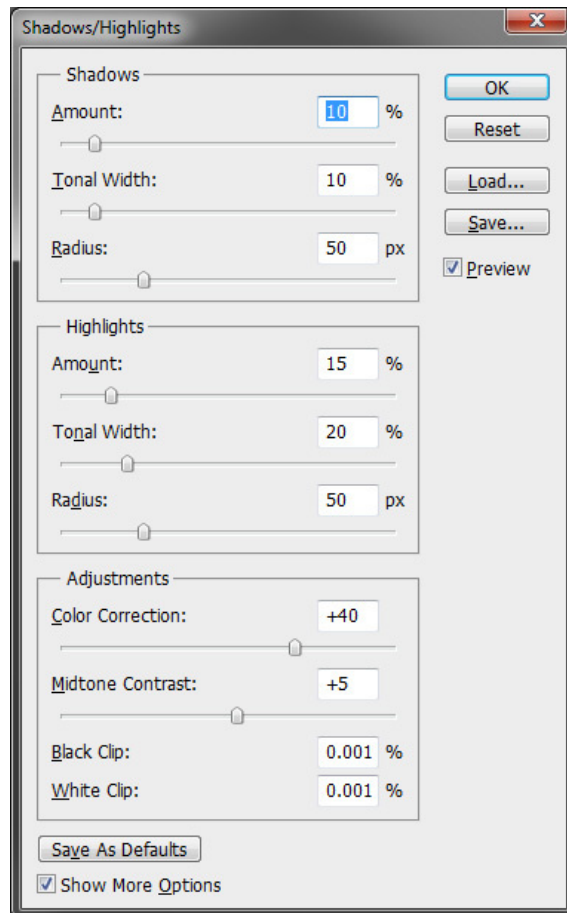 Shadows/Highlights
Shadows
Amount: 10 %
Tonal Width: 10 %
Radius: 50 px
Highlights
Amount: 15 %
Tonal Width: 20 %
Radius: 50 px
Adjustments
Color Correction: +40
Midtone Contrast: +5
Black Clip: 0.001 %
White Clip: 0.001 %
Save As Defaults
Show More Options
OK
Reset
Load...
Save...
Preview